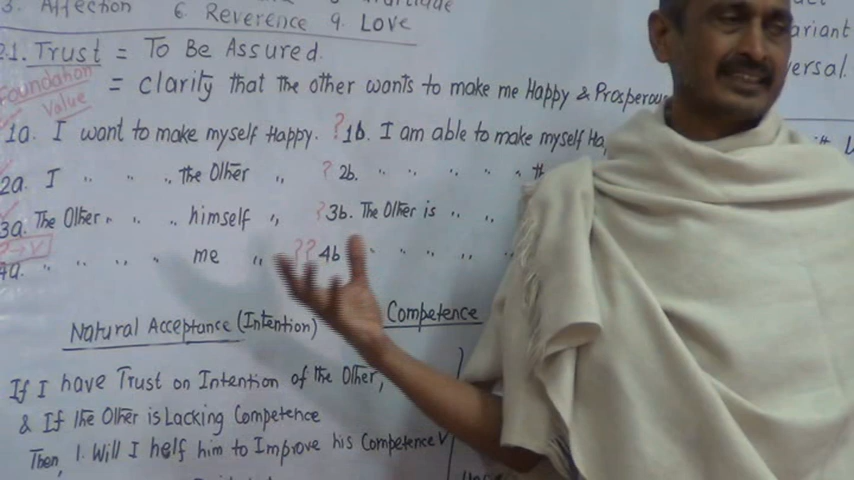 3. Affection 6. Reverence 9. Love
2.1. Trust = To Be Assured.
Foundation Value
= clarity that the other wants to make me Happy & Prosperous
1a. I want to make myself Happy. ? 1b. I am able to make myself Ha
2a. I " " " the Other " ? 2b. " " " " " th
3a. The Other " " " himself " ? 3b. The Other is " "
4a. " " " " me " ?? 4b " " " " "
Natural Acceptance (Intention) Competence
If I have Trust on Intention of the Other,
& If the Other is Lacking Competence
Then, 1. Will I helf him to Improve his Competence √
ariant
versal.